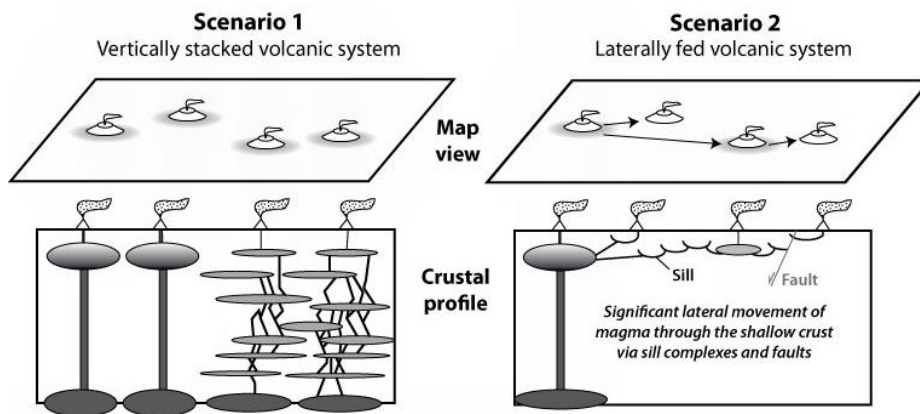 Scenario 1
Vertically stacked volcanic system
Scenario 2
Laterally fed volcanic system
Map
view
Crustal
profile
Sill
Fault
Significant lateral movement of
magma through the shallow crust
via sill complexes and faults